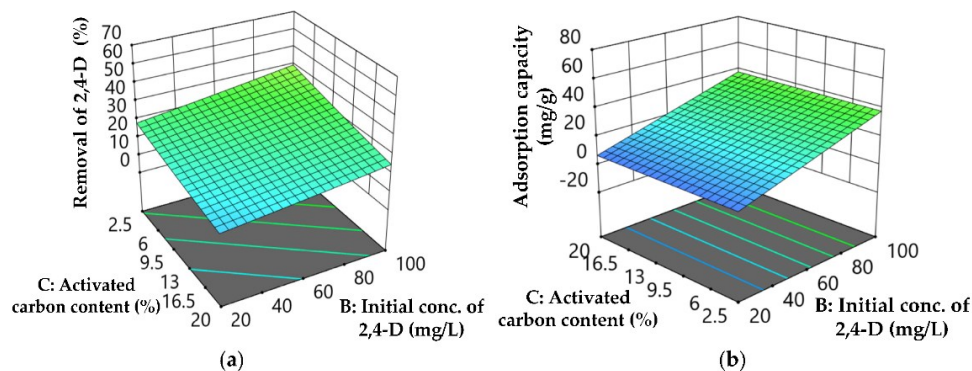 Removal of 2,4-D (%)
70
60
50
40
30
20
10
0
2.5
6
9.5
13
16.5
20
C: Activated
carbon content (%)
20
40
60
80
100
B: Initial conc. of
2,4-D (mg/L)
(a)
Adsorption capacity
(mg/g)
80
60
40
20
0
-20
20
16.5
13
9.5
6
2.5
C: Activated
carbon content (%)
20
40
60
80
100
B: Initial conc. of
2,4-D (mg/L)
(b)